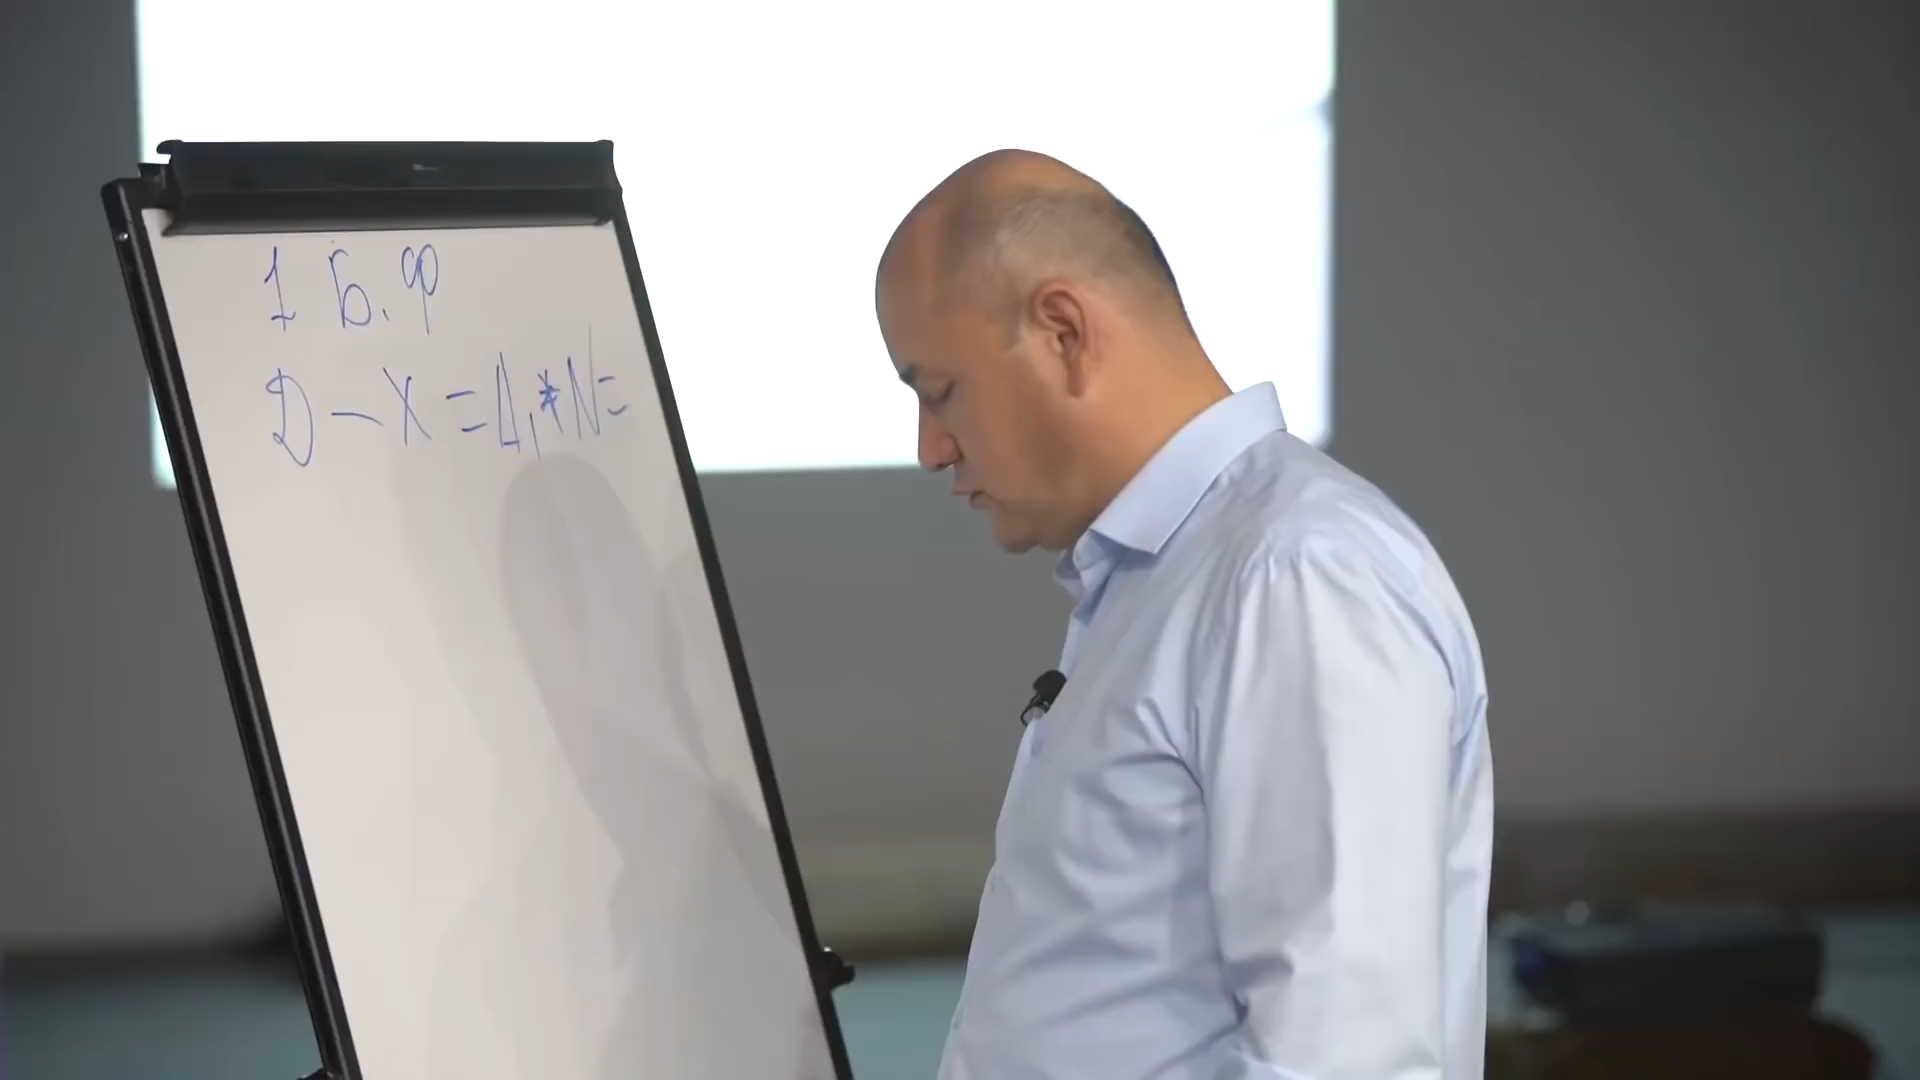 1 Б. Ф
D – X = Δ, * N =